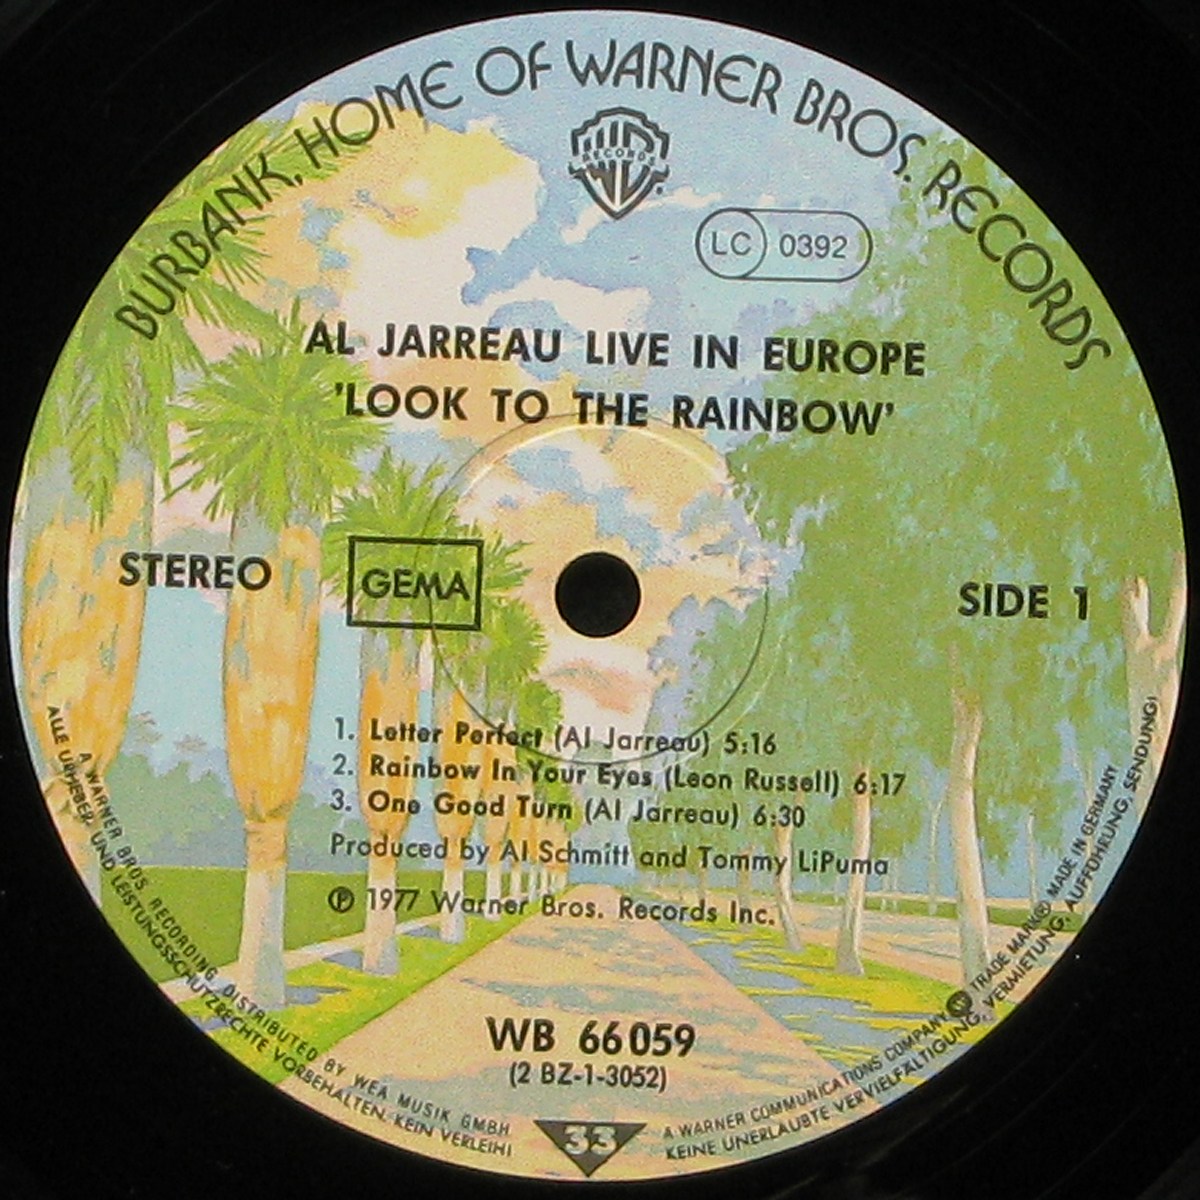 BURBANK, HOME OF WARNER BROS. RECORDS
RECORDS
LC 0392
AL JARREAU LIVE IN EUROPE
'LOOK TO THE RAINBOW'
STEREO
GEMA
SIDE 1
1. Letter Perfect (Al Jarreau) 5:16
2. Rainbow In Your Eyes (Leon Russell) 6:17
3. One Good Turn (Al Jarreau) 6:30
Produced by Al Schmitt and Tommy LiPuma
℗ 1977 Warner Bros. Records Inc.
WB 66 059
(2 BZ-1-3052)
33
A WARNER BROS. RECORDING, DISTRIBUTED BY WEA MUSIK GMBH.
ALLE URHEBER- UND LEISTUNGSSCHUTZRECHTE VORBEHALTEN. KEIN VERLEIH!
A WARNER COMMUNICATIONS COMPANY TRADE MARK® MADE IN GERMANY
KEINE UNERLAUBTE VERVIELFÄLTIGUNG, VERMIETUNG, AUFFÜHRUNG, SENDUNG!